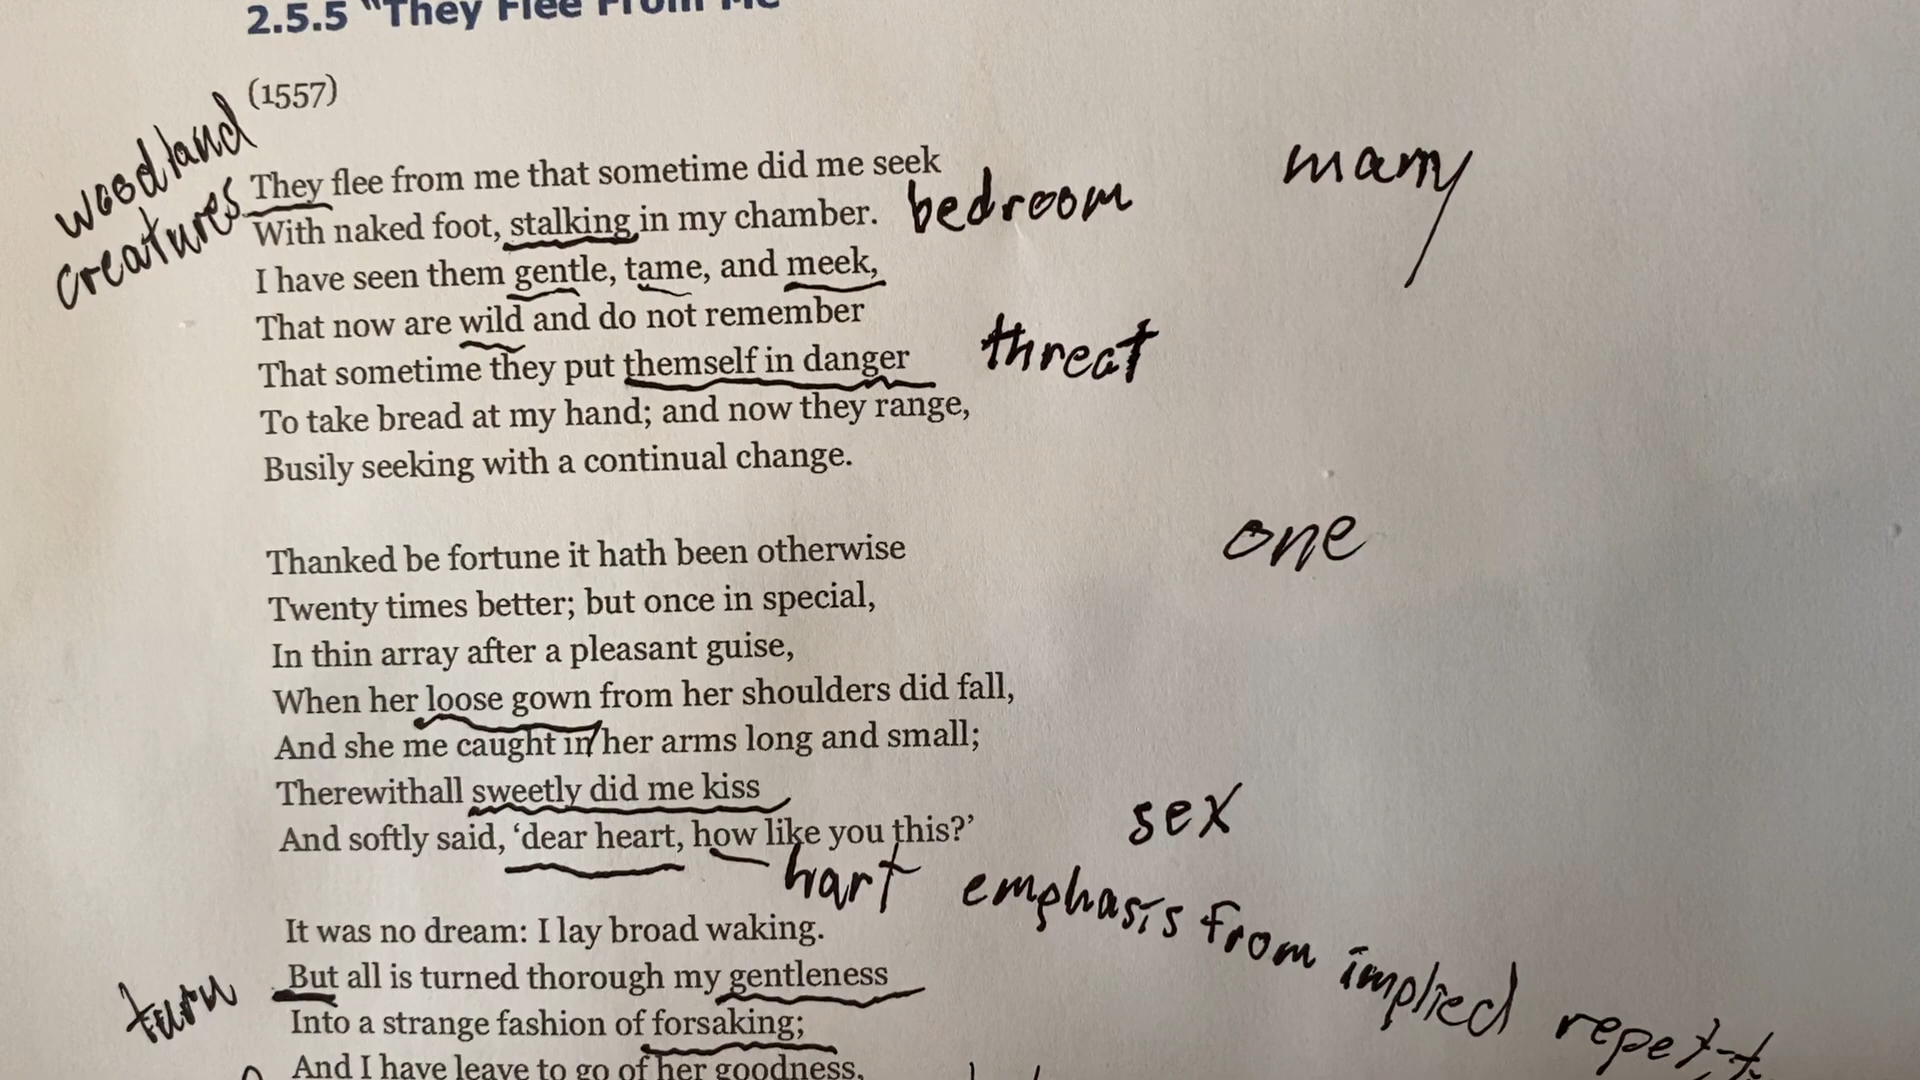 2.5.5 "They Flee From Me
(1557)
woodland
creatures
They flee from me that sometime did me seek
many
With naked foot, stalking in my chamber.
bedroom
I have seen them gentle, tame, and meek,
That now are wild and do not remember
That sometime they put themself in danger
threat
To take bread at my hand; and now they range,
Busily seeking with a continual change.
Thanked be fortune it hath been otherwise
one
Twenty times better; but once in special,
In thin array after a pleasant guise,
When her loose gown from her shoulders did fall,
And she me caught in her arms long and small;
Therewithall sweetly did me kiss
And softly said, ‘dear heart, how like you this?’
sex
hart emphasis from implied
It was no dream: I lay broad waking.
turn
But all is turned thorough my gentleness
Into a strange fashion of forsaking;
And I have leave to go of her goodness,